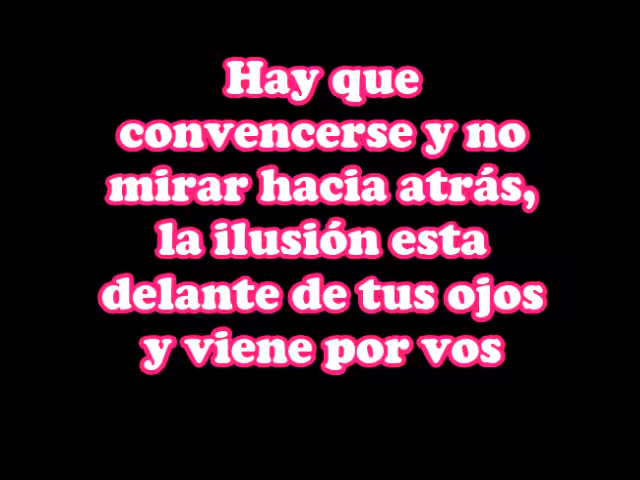 Hay que
convencerse y no
mirar hacia atrás,
la ilusión esta
delante de tus ojos
y viene por vos